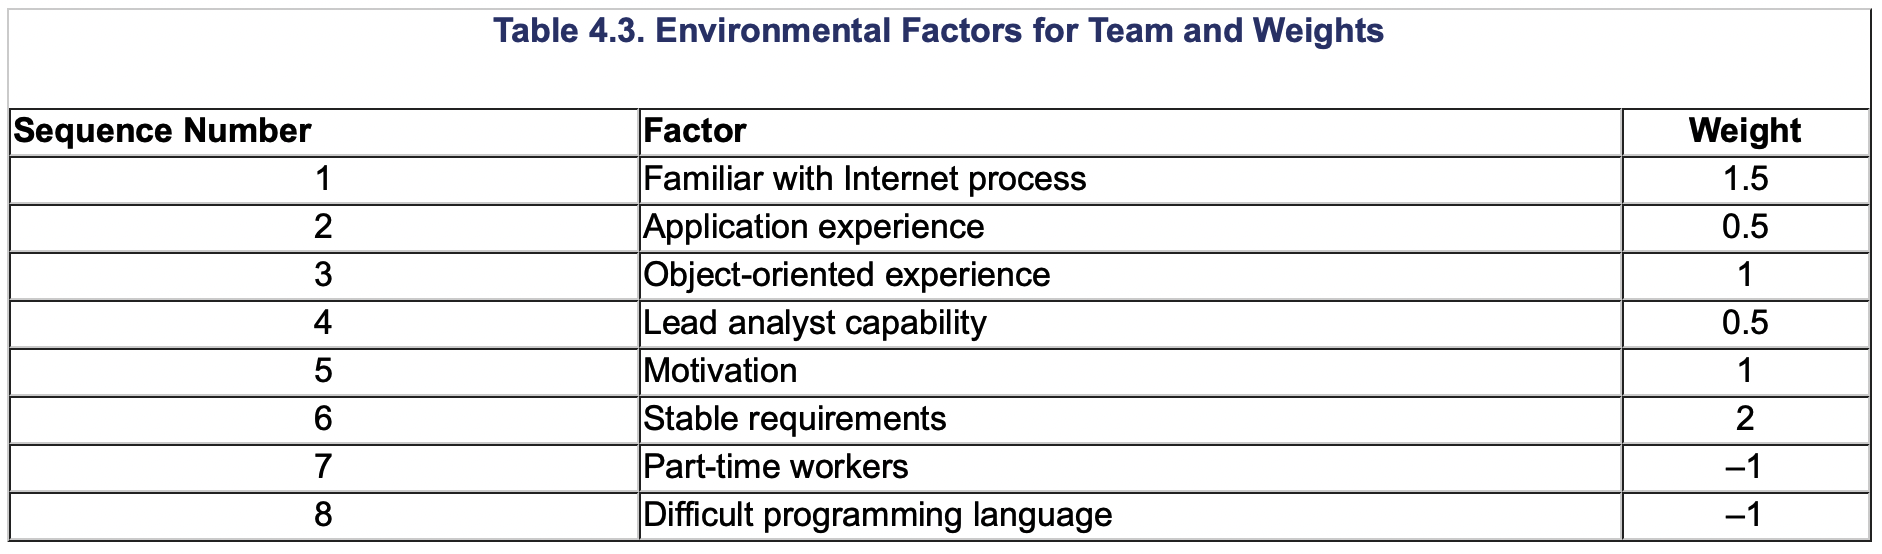 Table 4.3. Environmental Factors for Team and Weights
Sequence Number Factor Weight
1 Familiar with Internet process 1.5
2 Application experience 0.5
3 Object-oriented experience 1
4 Lead analyst capability 0.5
5 Motivation 1
6 Stable requirements 2
7 Part-time workers –1
8 Difficult programming language –1